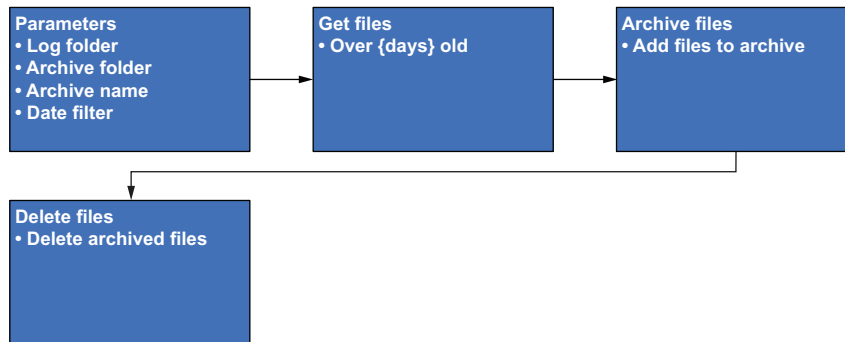 Parameters
• Log folder
• Archive folder
• Archive name
• Date filter
Get files
• Over {days} old
Archive files
• Add files to archive
Delete files
• Delete archived files